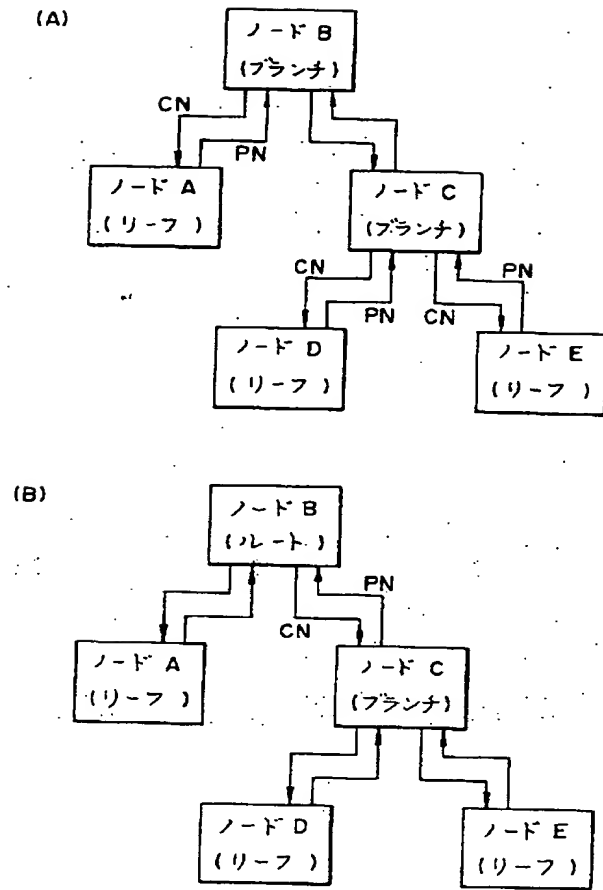 (A)
ノード B
(ブランチ)
CN
PN
ノード A
(リーフ)
ノード C
(ブランチ)
CN
PN
CN
PN
ノード D
(リーフ)
ノード E
(リーフ)
(B)
ノード B
(ルート)
PN
CN
ノード A
(リーフ)
ノード C
(ブランチ)
ノード D
(リーフ)
ノード E
(リーフ)